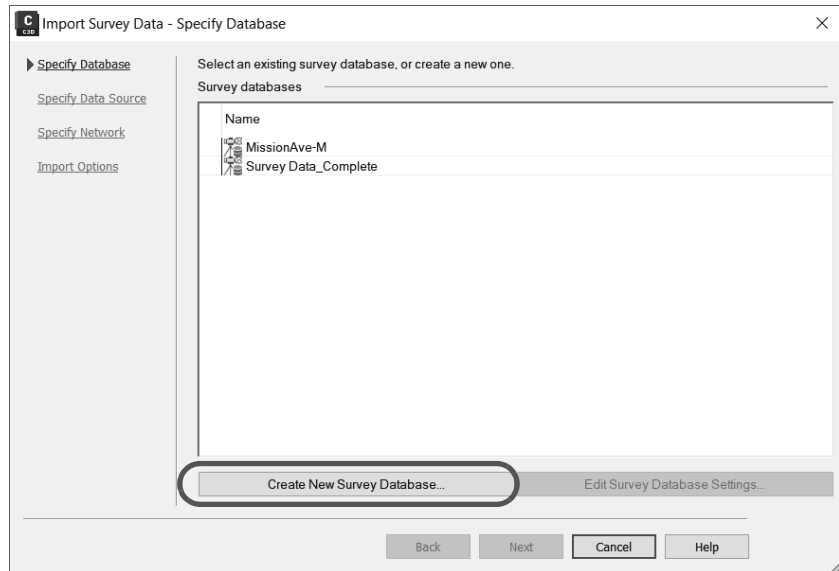 C
C3D
Import Survey Data - Specify Database
Specify Database
Specify Data Source
Specify Network
Import Options
Select an existing survey database, or create a new one.
Survey databases
Name
MissionAve-M
Survey Data_Complete
Create New Survey Database...
Edit Survey Database Settings...
Back
Next
Cancel
Help